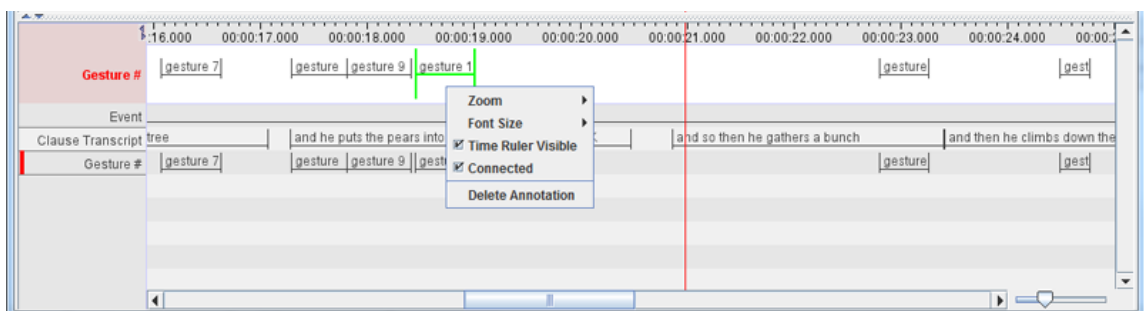 :16.000 00:00:17.000 00:00:18.000 00:00:19.000 00:00:20.000 00:00:21.000 00:00:22.000 00:00:23.000 00:00:24.000 00:00:2
Gesture # gesture 7 gesture gesture 9 gesture 1 gesture gest
Zoom
Font Size
Time Ruler Visible
Connected
Delete Annotation
Event
Clause Transcript tree and he puts the pears into and so then he gathers a bunch and then he climbs down the
Gesture # gesture 7 gesture gesture 9 gest gesture gest